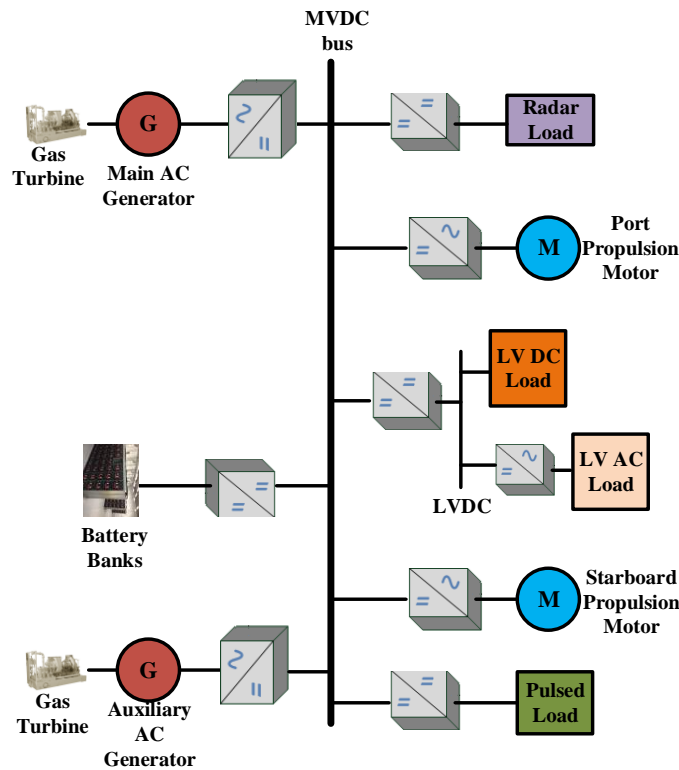 MVDC
bus
G
Gas
Turbine
Main AC
Generator
Radar
Load
M
Port
Propulsion
Motor
LV DC
Load
LV AC
Load
LVDC
Battery
Banks
M
Starboard
Propulsion
Motor
G
Gas
Turbine
Auxiliary
AC
Generator
Pulsed
Load